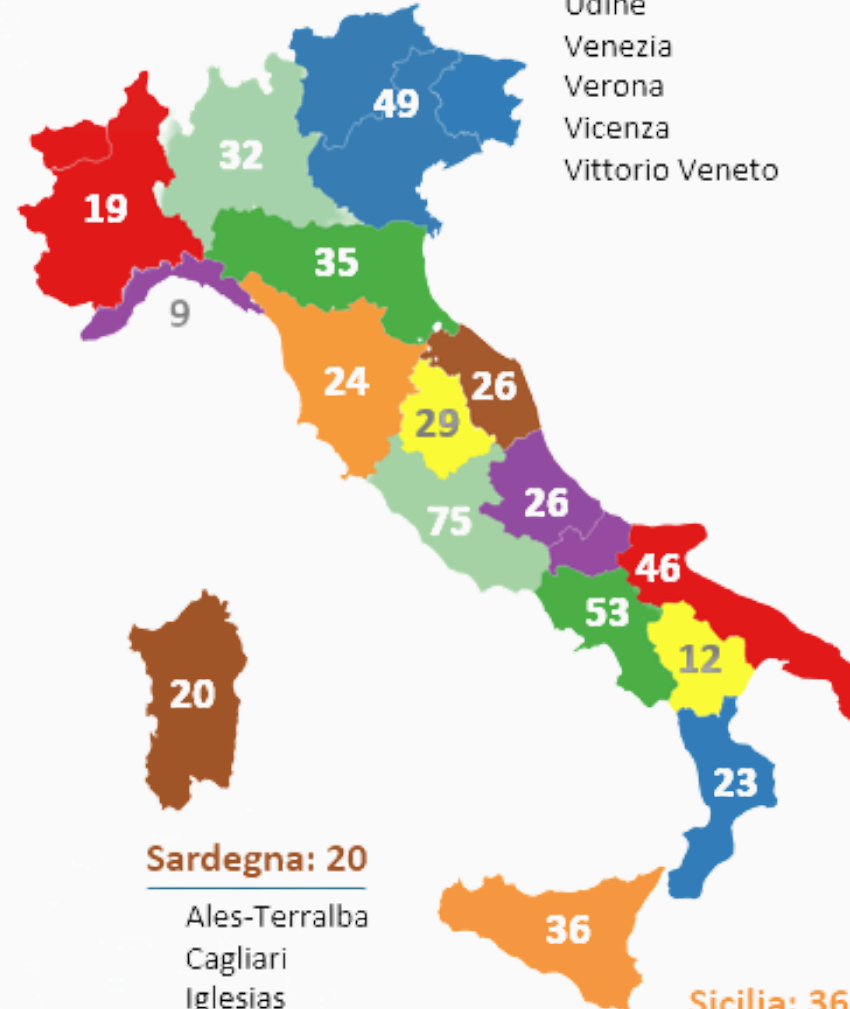 Udine
Venezia
Verona
Vicenza
Vittorio Veneto
49
32
19
35
9
24
26
29
26
75
46
53
12
20
23
Sardegna: 20
Ales-Terralba
Cagliari
Iglesias
36
Sicilia: 36